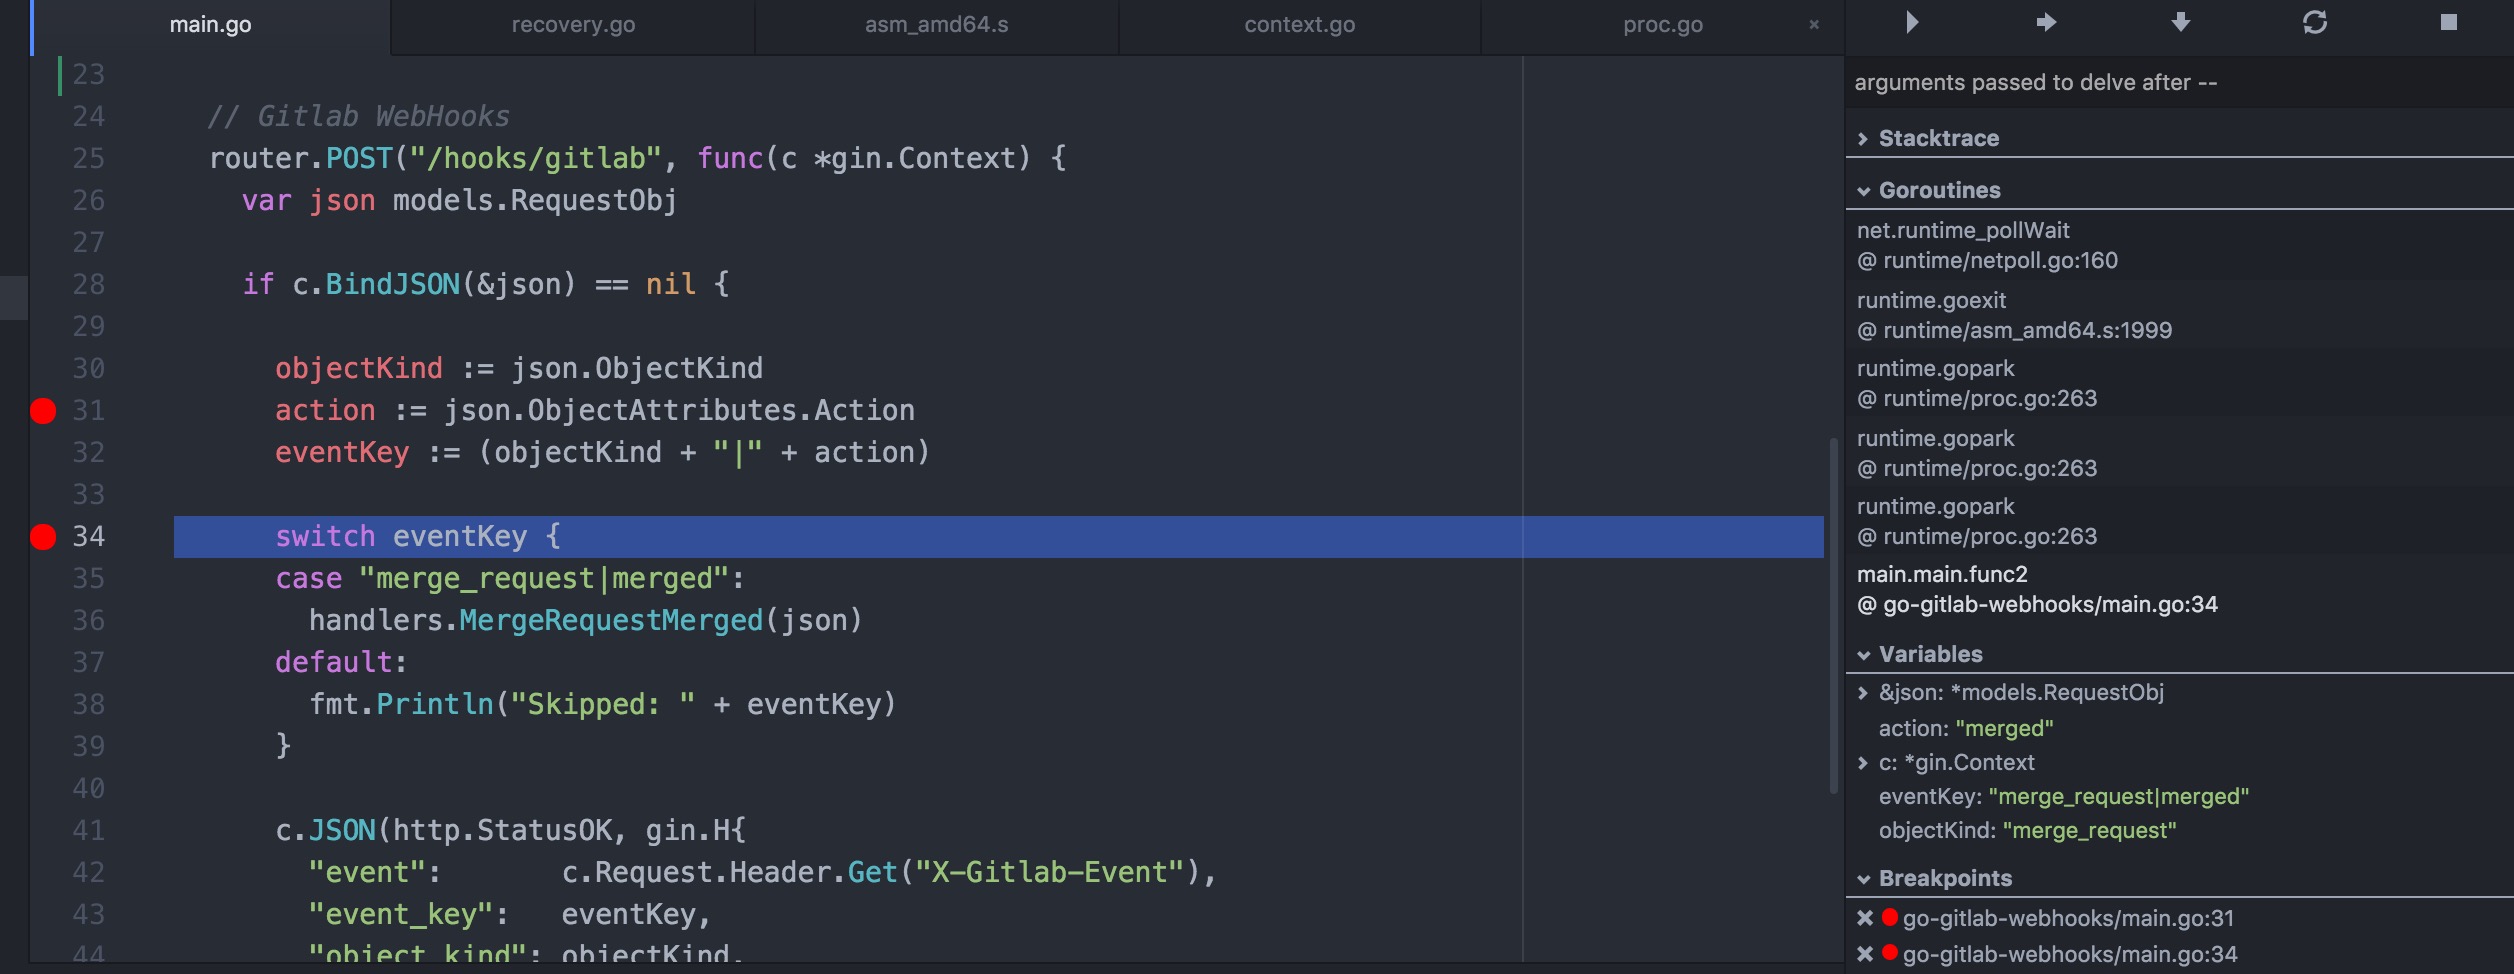 main.go
recovery.go
asm_amd64.s
context.go
proc.go
×
23
24 // Gitlab WebHooks
25 router.POST("/hooks/gitlab", func(c *gin.Context) {
26 var json models.RequestObj
27
28 if c.BindJSON(&json) == nil {
29
30 objectKind := json.ObjectKind
31 action := json.ObjectAttributes.Action
32 eventKey := (objectKind + "|" + action)
33
34 switch eventKey {
35 case "merge_request|merged":
36 handlers.MergeRequestMerged(json)
37 default:
38 fmt.Println("Skipped: " + eventKey)
39 }
40
41 c.JSON(http.StatusOK, gin.H{
42 "event": c.Request.Header.Get("X-Gitlab-Event"),
43 "event_key": eventKey,
44 "object_kind": objectKind,
arguments passed to delve after --
Stacktrace
Goroutines
net.runtime_pollWait
@ runtime/netpoll.go:160
runtime.goexit
@ runtime/asm_amd64.s:1999
runtime.gopark
@ runtime/proc.go:263
runtime.gopark
@ runtime/proc.go:263
runtime.gopark
@ runtime/proc.go:263
main.main.func2
@ go-gitlab-webhooks/main.go:34
Variables
&json: *models.RequestObj
action: "merged"
c: *gin.Context
eventKey: "merge_request|merged"
objectKind: "merge_request"
Breakpoints
go-gitlab-webhooks/main.go:31
go-gitlab-webhooks/main.go:34